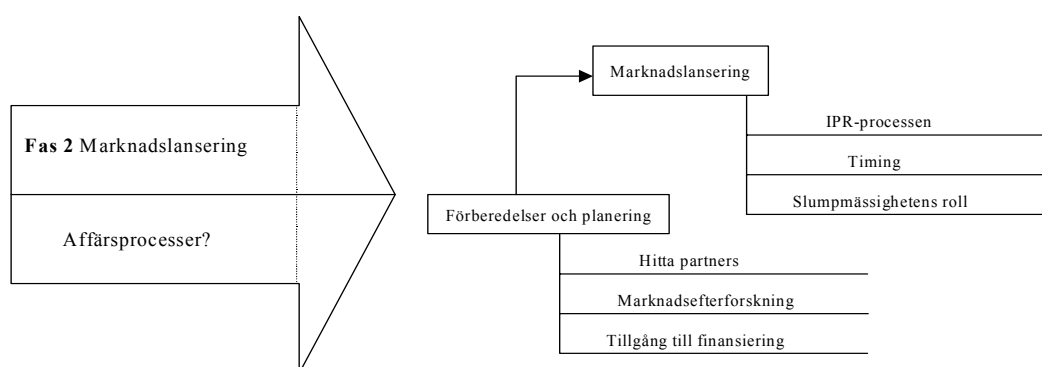 Fas 2 Marknadslansering
Affärsprocesser?
Marknadslansering
IPR-processen
Timing
Slumpmässighetens roll
Förberedelser och planering
Hitta partners
Marknadsefterforskning
Tillgång till finansiering